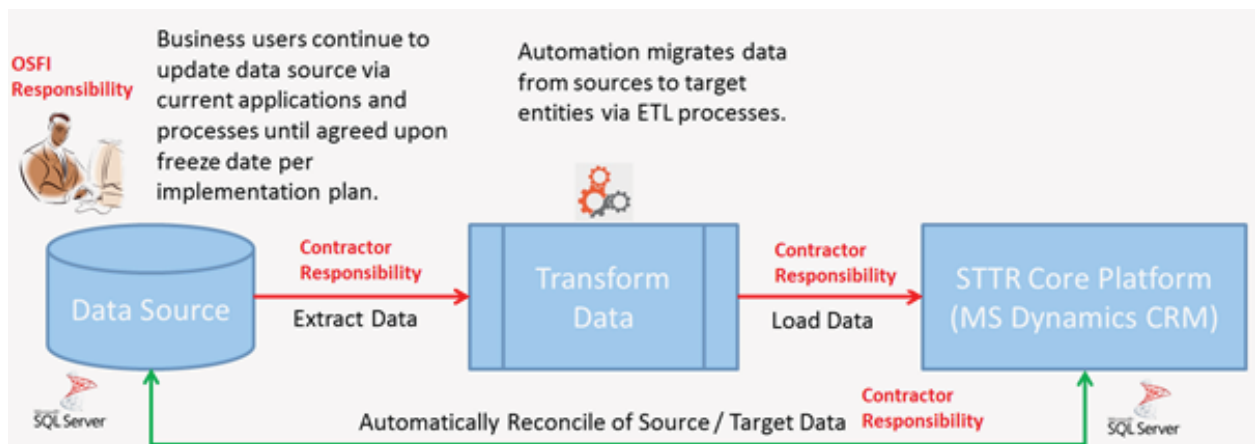 OSFI
Responsibility
Business users continue to
update data source via
current applications and
processes until agreed upon
freeze date per
implementation plan.
Automation migrates data
from sources to target
entities via ETL processes.
Data Source
Contractor
Responsibility
Extract Data
Transform
Data
Contractor
Responsibility
Load Data
STTR Core Platform
(MS Dynamics CRM)
Microsoft
SQL Server
Automatically Reconcile of Source / Target Data
Contractor
Responsibility
Microsoft
SQL Server